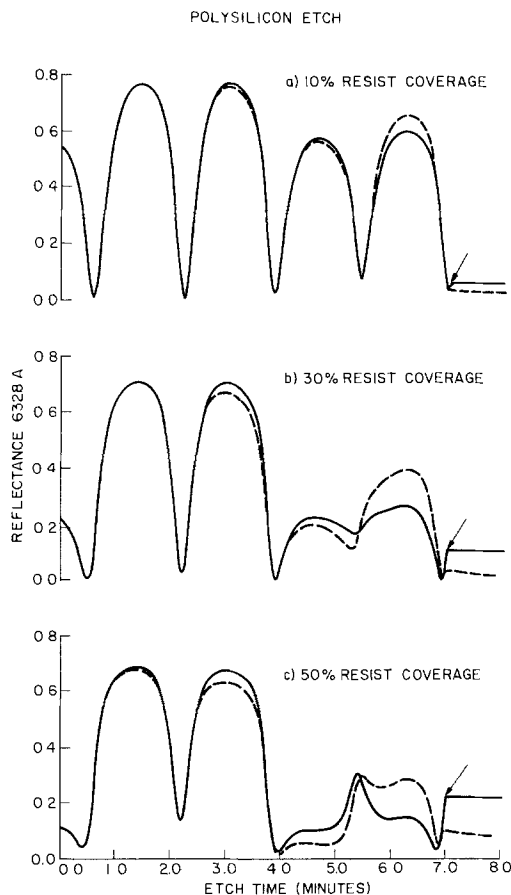 POLYSILICON ETCH
a) 10% RESIST COVERAGE
0.8
0.6
0.4
0.2
0.0
b) 30% RESIST COVERAGE
0.8
0.6
0.4
0.2
0.0
c) 50% RESIST COVERAGE
0.8
0.6
0.4
0.2
0.0
REFLECTANCE 6328 A
0.0 1.0 2.0 3.0 4.0 5.0 6.0 7.0 8.0
ETCH TIME (MINUTES)